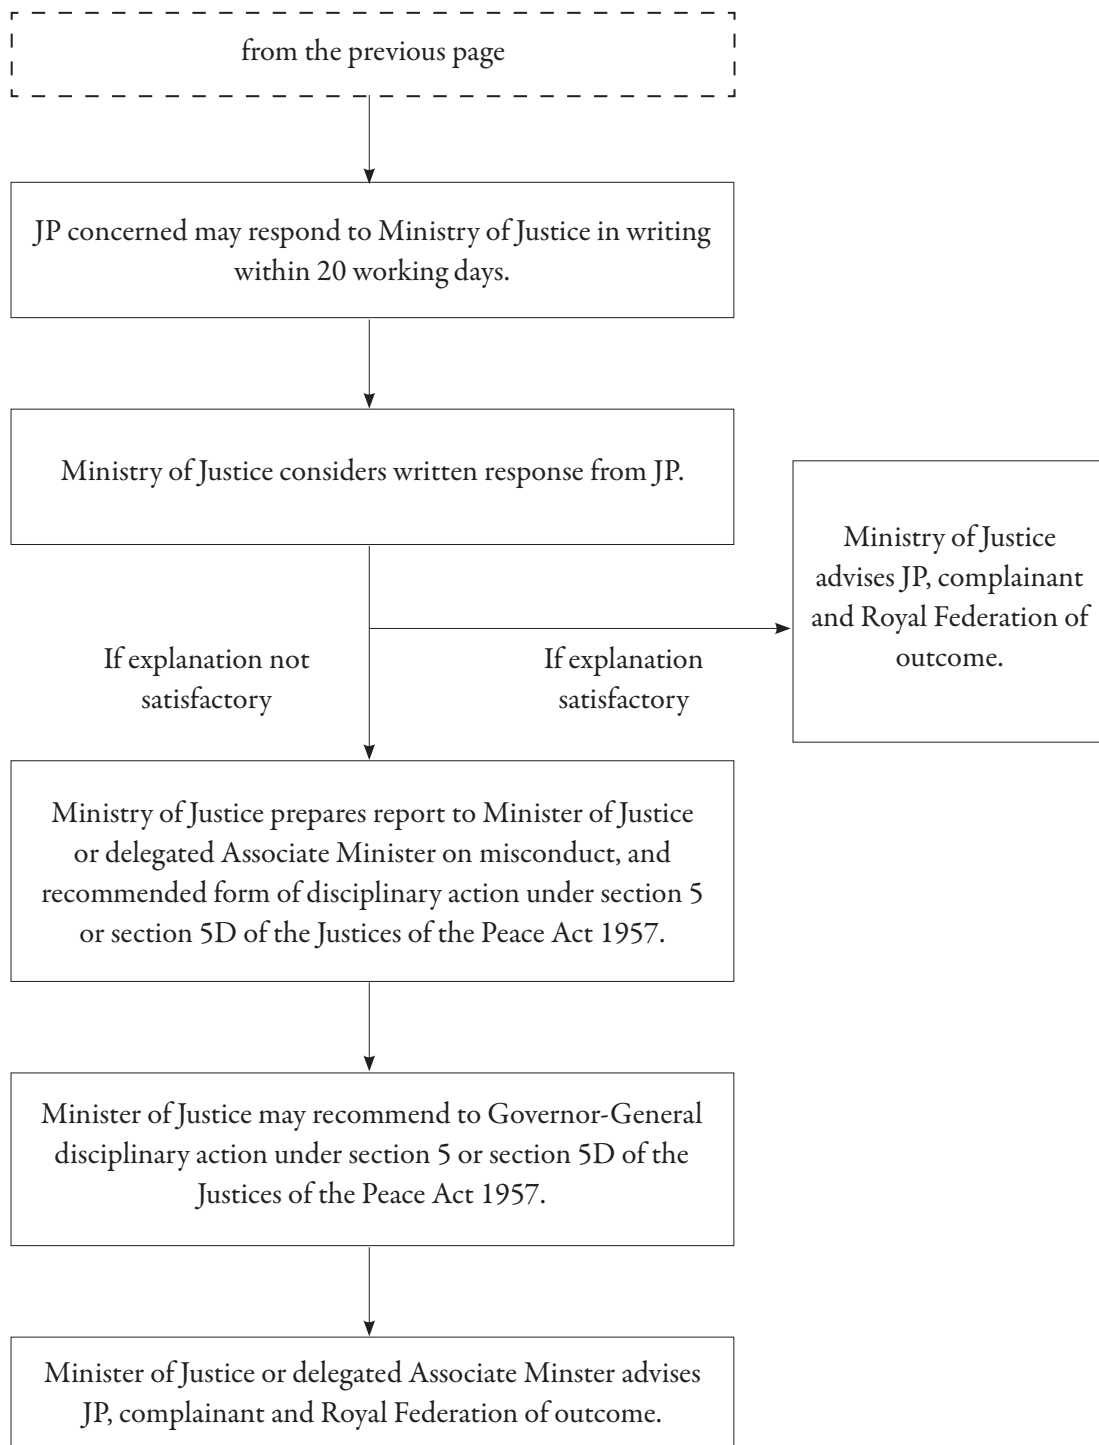 from the previous page
JP concerned may respond to Ministry of Justice in writing
within 20 working days.
Ministry of Justice considers written response from JP.
Ministry of Justice
advises JP, complainant
and Royal Federation of
outcome.
If explanation not
satisfactory
If explanation
satisfactory
Ministry of Justice prepares report to Minister of Justice
or delegated Associate Minister on misconduct, and
recommended form of disciplinary action under section 5
or section 5D of the Justices of the Peace Act 1957.
Minister of Justice may recommend to Governor-General
disciplinary action under section 5 or section 5D of the
Justices of the Peace Act 1957.
Minister of Justice or delegated Associate Minster advises
JP, complainant and Royal Federation of outcome.